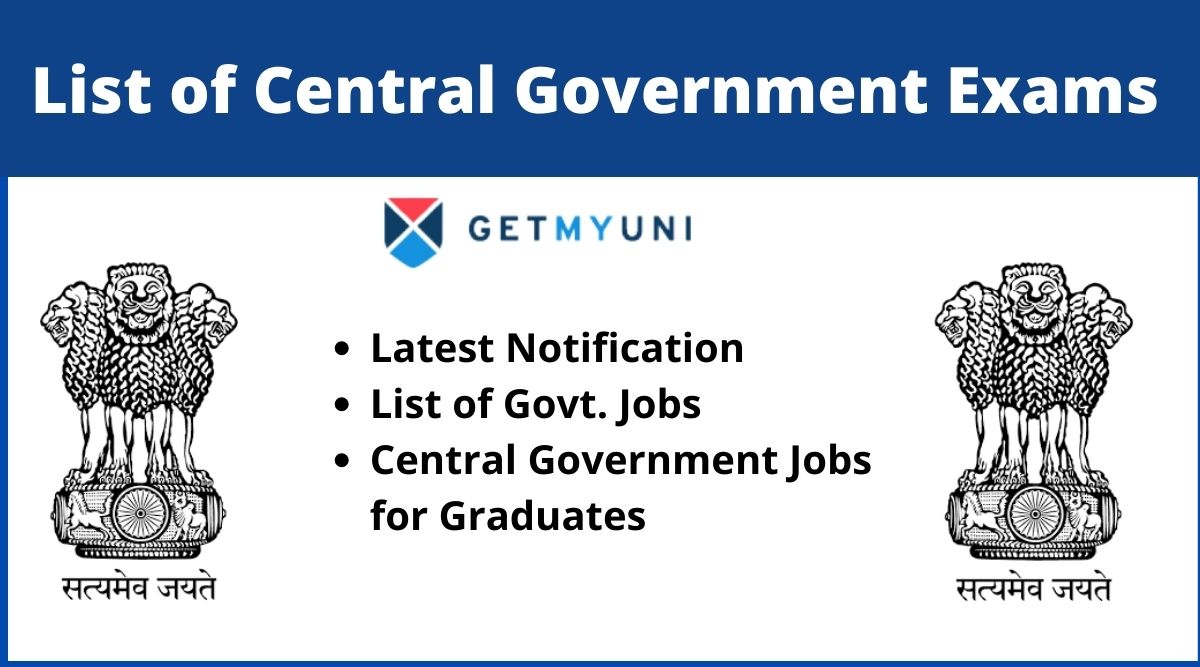 List of Central Government Exams
GETMYUNI
• Latest Notification
• List of Govt. Jobs
• Central Government Jobs
for Graduates
सत्यमेव जयते
सत्यमेव जयते